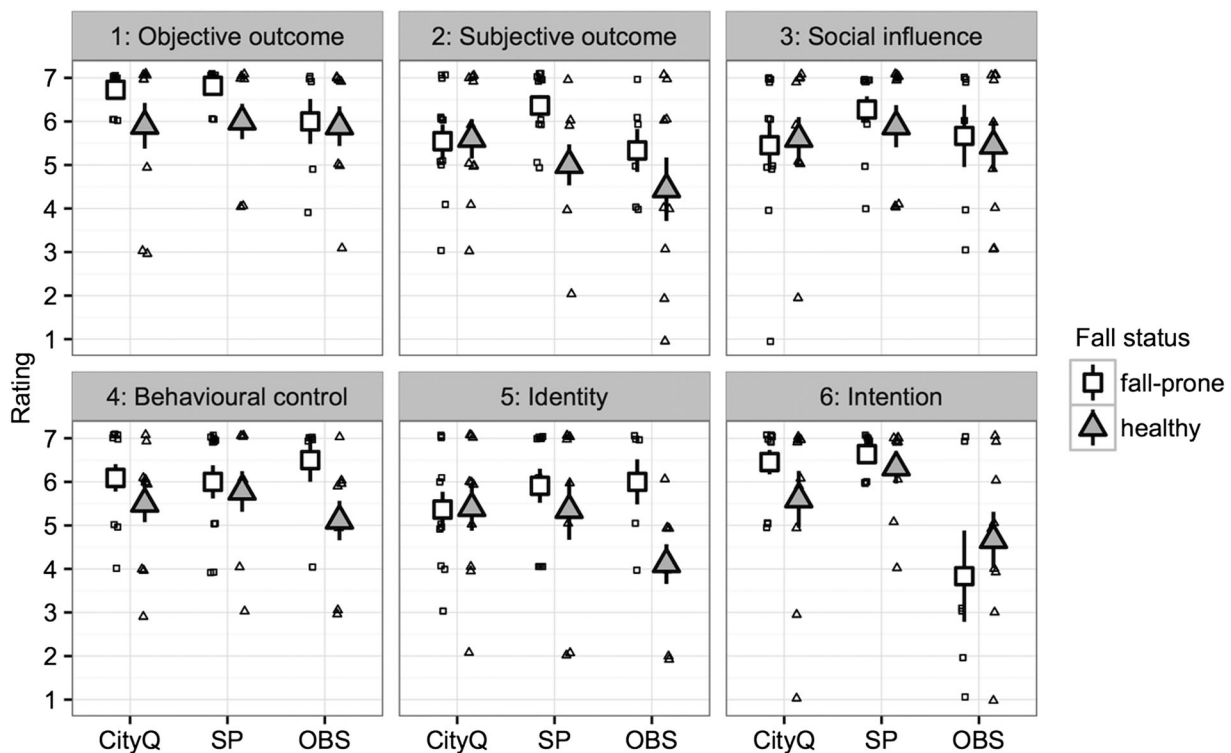 1: Objective outcome
2: Subjective outcome
3: Social influence
7
6
5
4
3
2
1
Rating
4: Behavioural control
5: Identity
6: Intention
7
6
5
4
3
2
1
CityQ SP OBS
CityQ SP OBS
CityQ SP OBS
Fall status
fall-prone
healthy